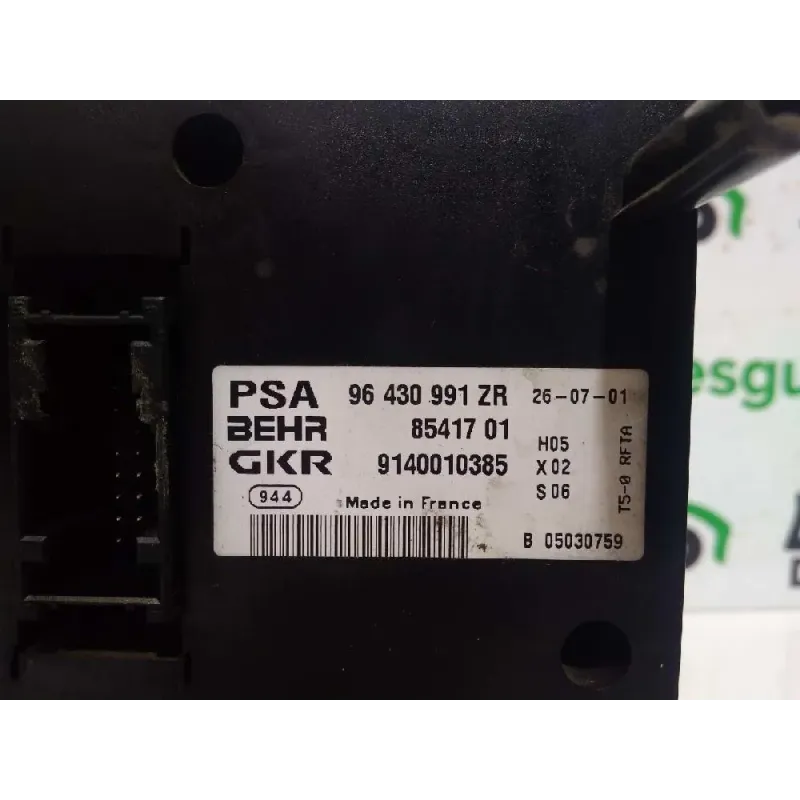 PSA 96 430 991 ZR 26-07-01
BEHR 85417 01
GKR 9140010385
H05
X02
S06
T5-0 RFTA
944
Made in France
B 05030759
esgu